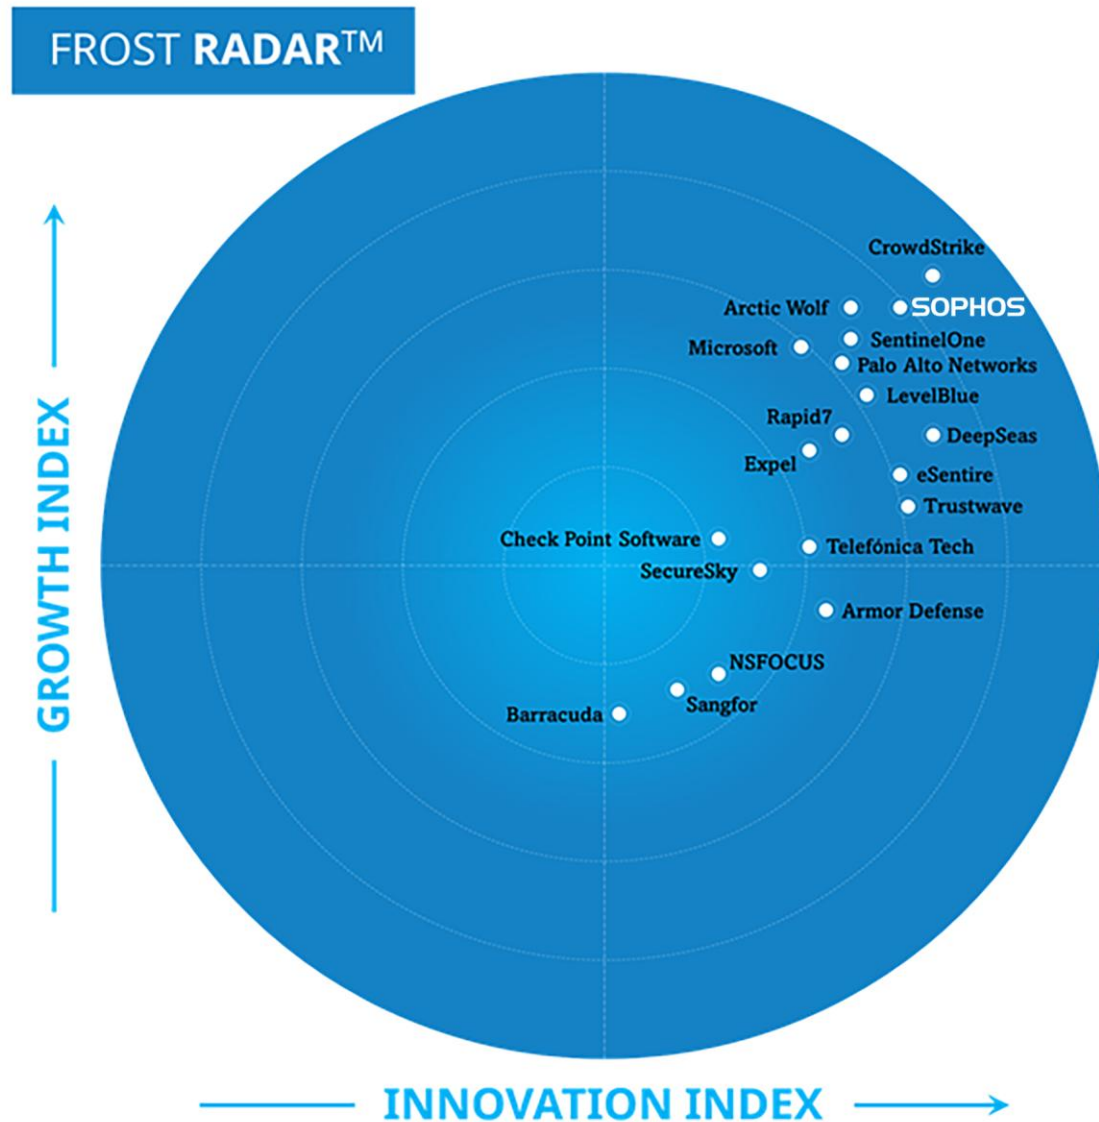 FROST RADAR™
CrowdStrike
Arctic Wolf
SOPHOS
SentinelOne
Microsoft
Palo Alto Networks
LevelBlue
Rapid7
DeepSeas
Expel
eSentire
Trustwave
Check Point Software
Telefónica Tech
SecureSky
Armor Defense
NSFOCUS
Sangfor
Barracuda
GROWTH INDEX
INNOVATION INDEX